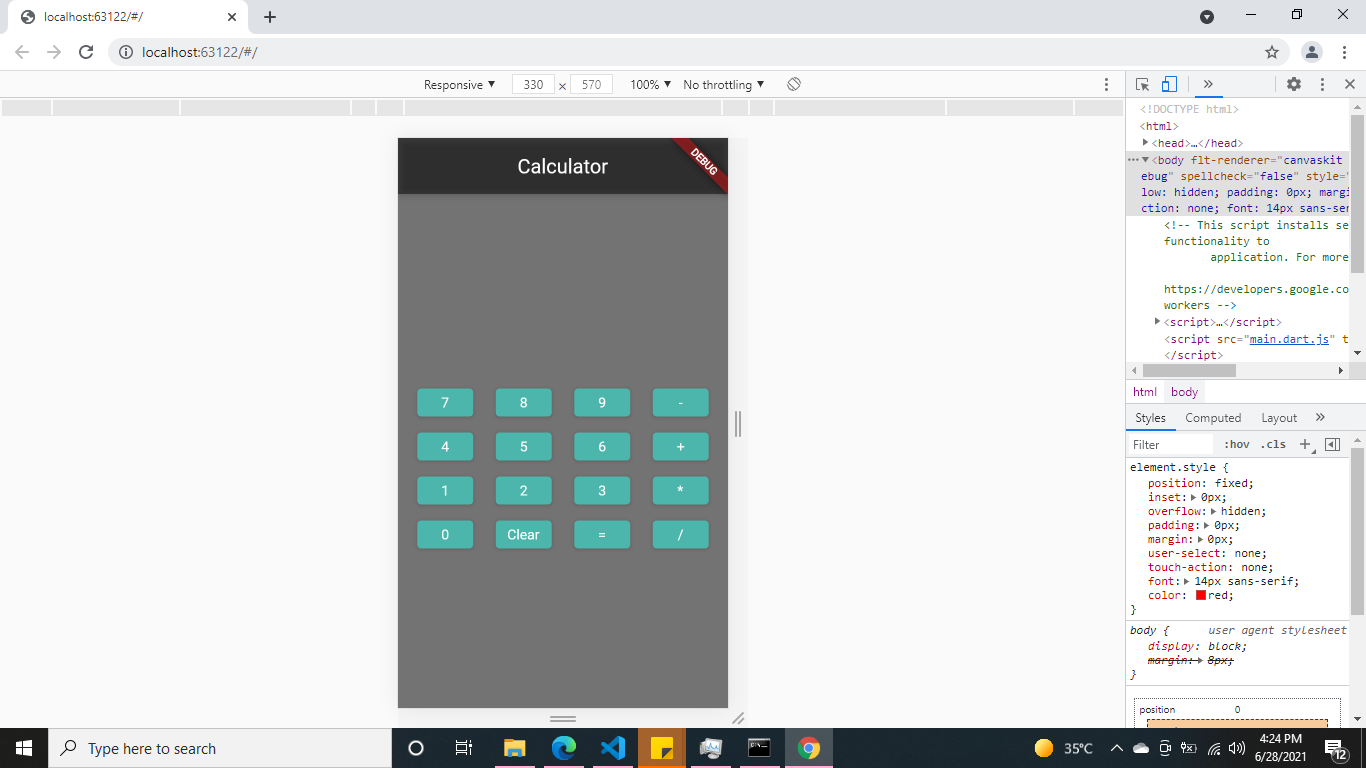 localhost:63122/#/
localhost:63122/#/
Responsive 330 × 570 100% No throttling
Calculator
DEBUG
7 8 9 -
4 5 6 +
1 2 3 *
0 Clear = /
<!DOCTYPE html>
<html>
<head>…</head>
<body flt-renderer="canvaskit
ebug" spellcheck="false" style="
low: hidden; padding: 0px; margi
ction: none; font: 14px sans-ser
<!-- This script installs se
functionality to
application. For more
https://developers.google.co
workers -->
<script>…</script>
<script src="main.dart.js" t
</script>
html body
Styles Computed Layout
Filter :hov .cls
element.style {
position: fixed;
inset: 0px;
overflow: hidden;
padding: 0px;
margin: 0px;
user-select: none;
touch-action: none;
font: 14px sans-serif;
color: red;
}
body { user agent stylesheet
display: block;
margin: 8px;
}
position 0
Type here to search
35°C
4:24 PM
6/28/2021
12